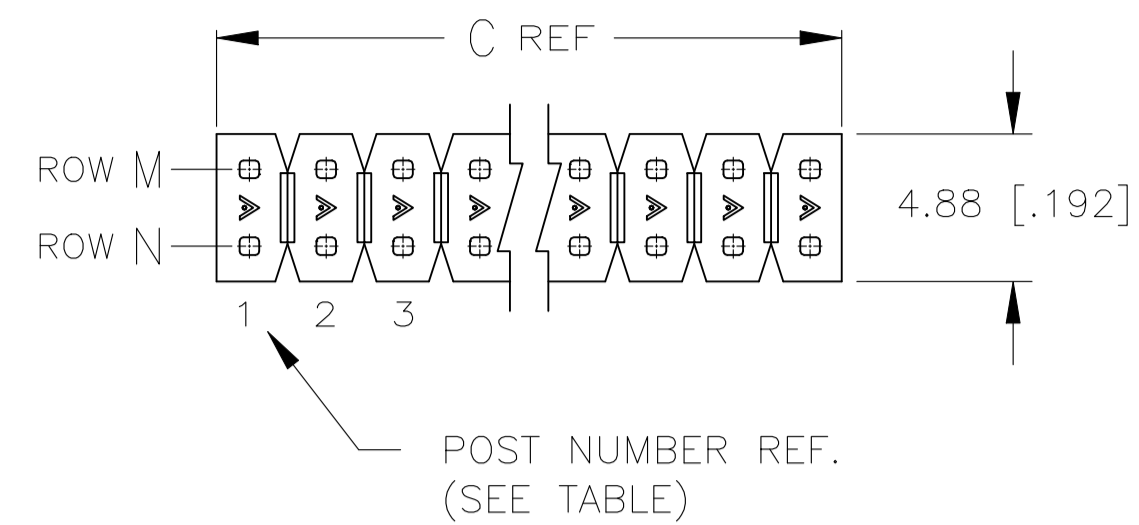 C REF
ROW M
4.88 [.192]
ROW N
1 2 3
POST NUMBER REF.
(SEE TABLE)